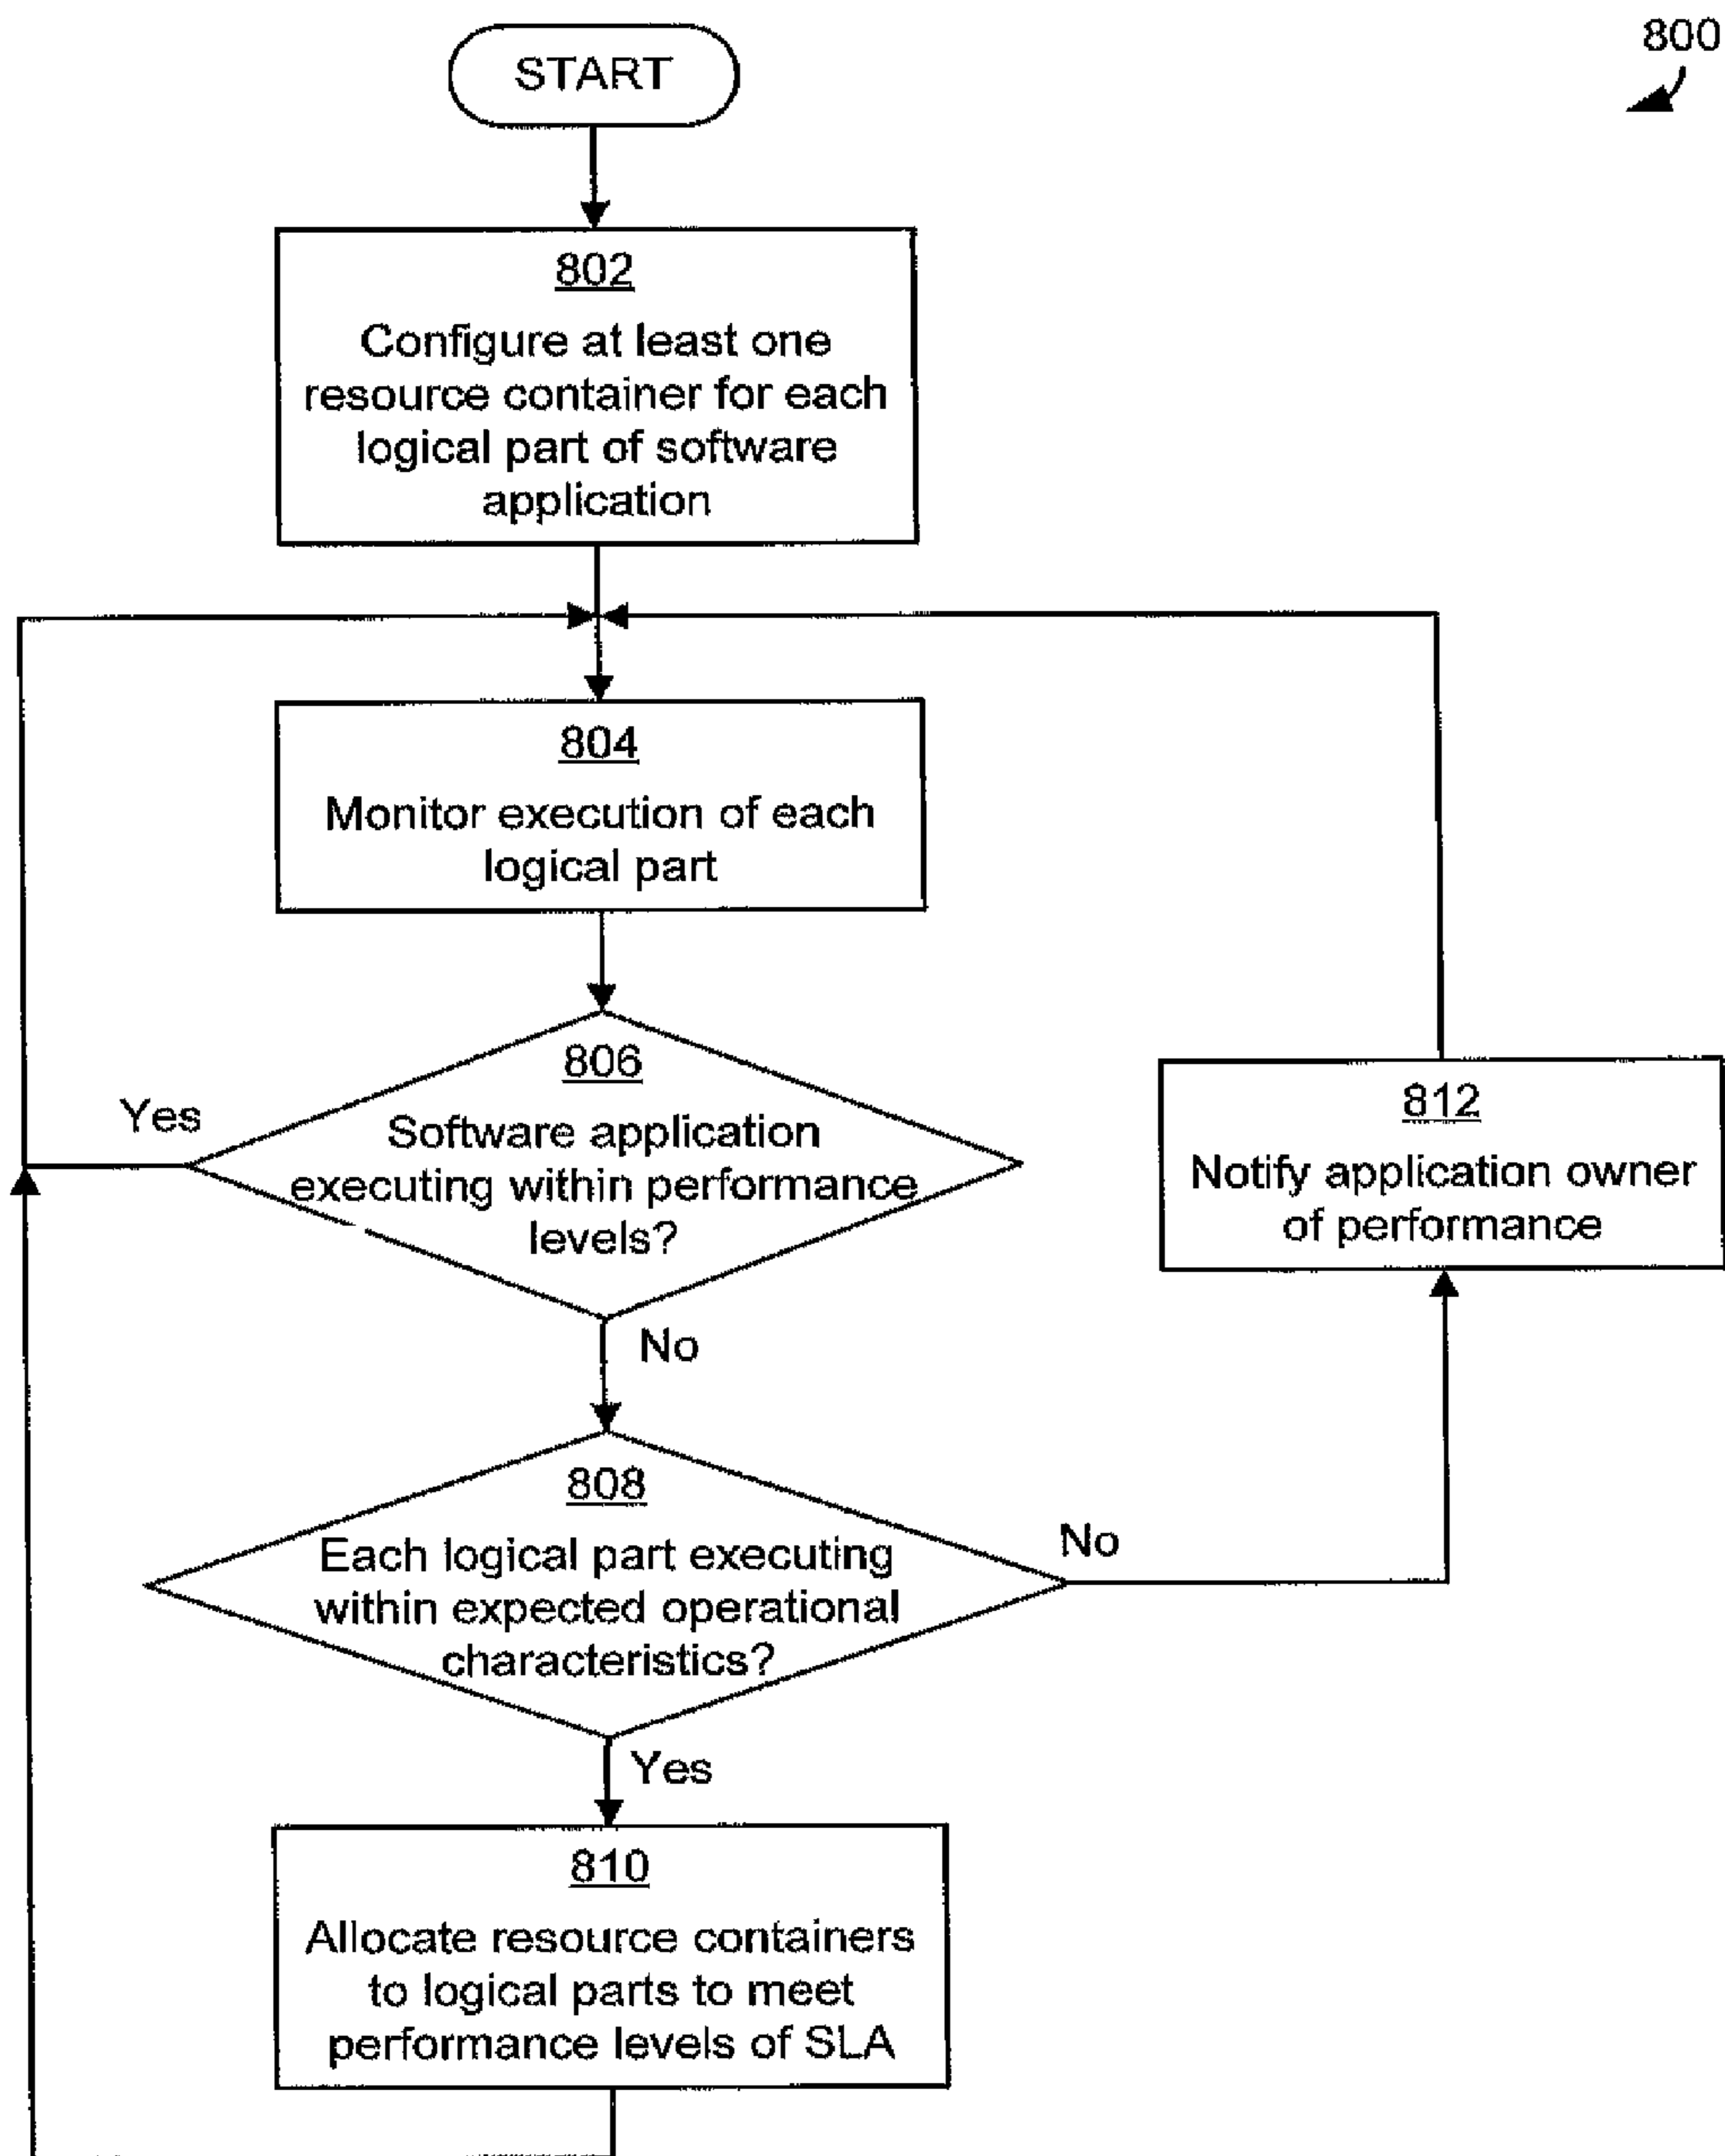 800
START
802
Configure at least one
resource container for each
logical part of software
application
804
Monitor execution of each
logical part
806
Software application
executing within performance
levels?
Yes
No
812
Notify application owner
of performance
808
Each logical part executing
within expected operational
characteristics?
No
Yes
810
Allocate resource containers
to logical parts to meet
performance levels of SLA